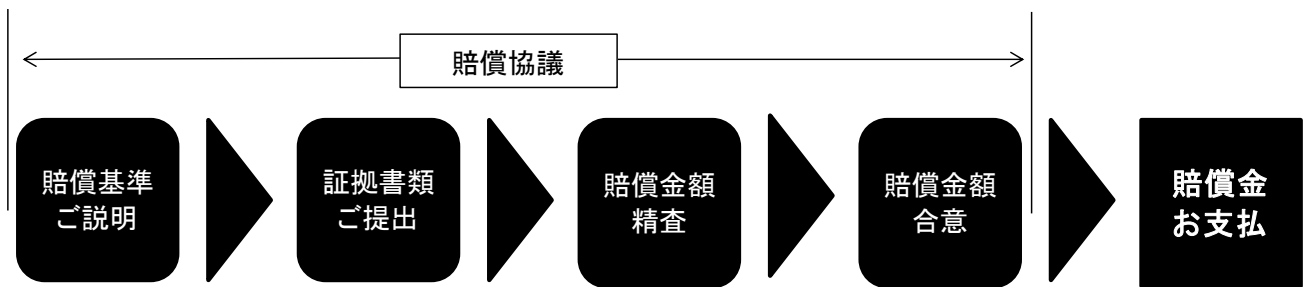 賠償協議
賠償基準
ご説明
証拠書類
ご提出
賠償金額
精査
賠償金額
合意
賠償金
お支払